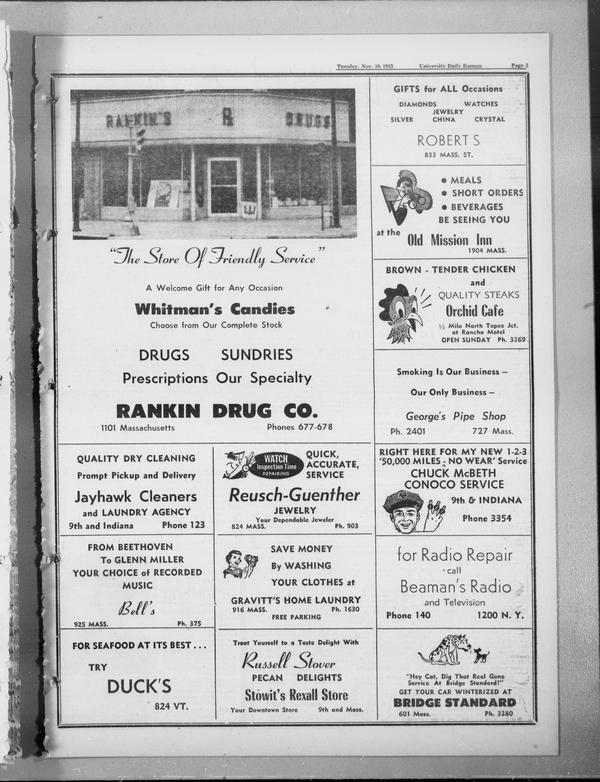 Tuesday, Nov. 10, 1953 University Daily Kansan Page 2
RANKIN'S R DRUGS
"The Store Of Friendly Service"
A Welcome Gift for Any Occasion
Whitman's Candies
Choose from Our Complete Stock
DRUGS SUNDRIES
Prescriptions Our Specialty
RANKIN DRUG CO.
1101 Massachusetts Phones 677-678
GIFTS for ALL Occasions
DIAMONDS WATCHES
JEWELRY
SILVER CHINA CRYSTAL
ROBERTS
833 MASS. ST.
• MEALS
• SHORT ORDERS
• BEVERAGES
BE SEEING YOU
at the
Old Mission Inn
1904 MASS.
BROWN - TENDER CHICKEN
and
QUALITY STEAKS
Orchid Cafe
½ Mile North Topee Jct.
at Rancho Motel
OPEN SUNDAY Ph. 3369
Smoking Is Our Business —
Our Only Business —
George's Pipe Shop
Ph. 2401 727 Mass.
QUALITY DRY CLEANING
Prompt Pickup and Delivery
Jayhawk Cleaners
and LAUNDRY AGENCY
9th and Indiana Phone 123
WATCH
Inspection Time
REPAIRING
QUICK,
ACCURATE,
SERVICE
Reusch-Guenther
JEWELRY
Your Dependable Jeweler
824 MASS. Ph. 903
RIGHT HERE FOR MY NEW 1-2-3
'50,000 MILES - NO WEAR' Service
CHUCK McBETH
CONOCO SERVICE
9th & INDIANA
Phone 3354
FROM BEETHOVEN
To GLENN MILLER
YOUR CHOICE of RECORDED
MUSIC
Bell's
925 MASS. Ph. 375
SAVE MONEY
By WASHING
YOUR CLOTHES at
GRAVITT'S HOME LAUNDRY
916 MASS. Ph. 1630
FREE PARKING
for Radio Repair
call
Beaman's Radio
and Television
Phone 140 1200 N. Y.
FOR SEAFOOD AT ITS BEST . . .
TRY
DUCK'S
824 VT.
Treat Yourself to a Taste Delight With
Russell Stover
PECAN DELIGHTS
Stowit's Rexall Store
Your Downtown Store 9th and Mass.
"Hey Cat, Dig That Reel Gone
Service At Bridge Standard!"
GET YOUR CAR WINTERIZED AT
BRIDGE STANDARD
601 Mass. Ph. 3380